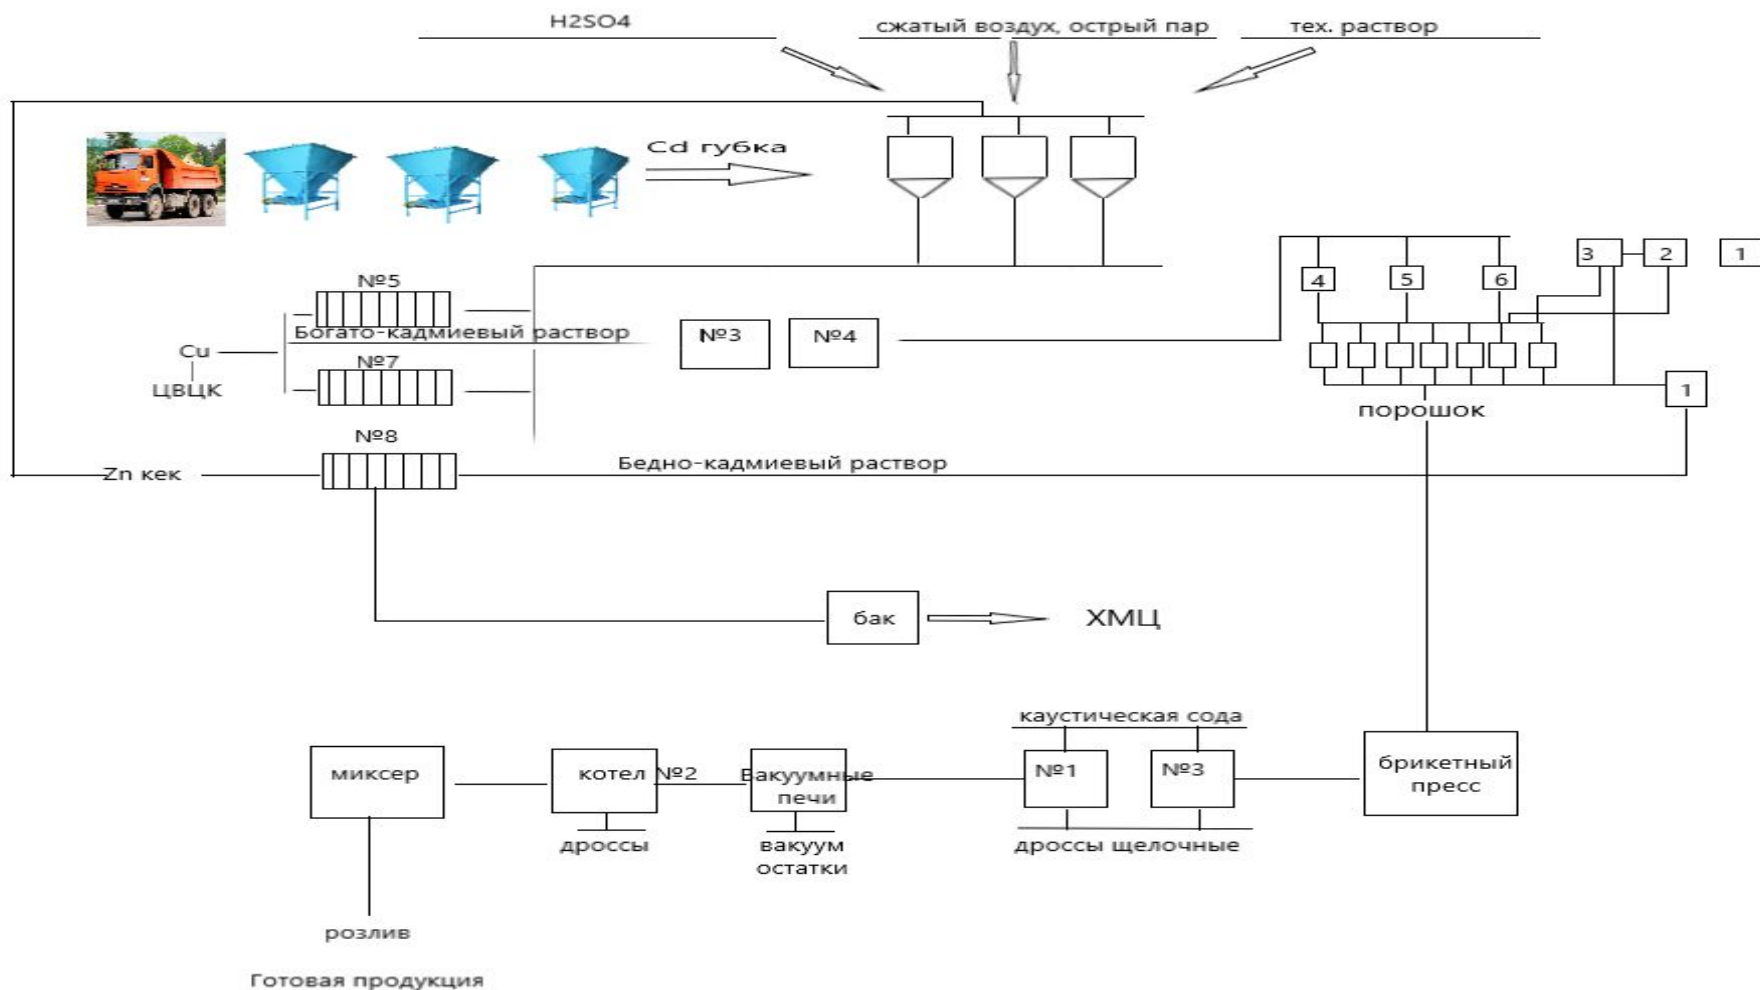 H2SO4
сжатый воздух, острый пар
тех. раствор
Cd губка
№5
Богато-кадмиевый раствор
№3
№4
4
5
6
3
2
1
Cu
№7
ЦВЦК
порошок
1
№8
Zn кек
Бедно-кадмиевый раствор
бак
ХМЦ
каустическая сода
миксер
котел №2
Вакуумные
печи
№1
№3
брикетный
пресс
дроссы
вакуум
остатки
дроссы щелочные
розлив
Готовая продукция